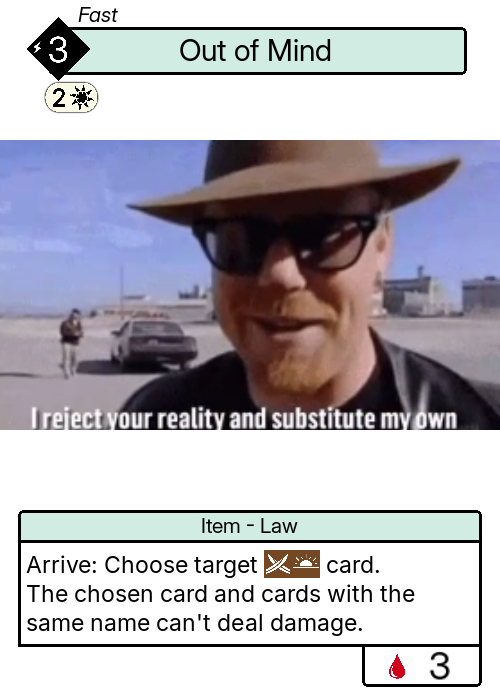 Fast
3
Out of Mind
2
I reject your reality and substitute my own
Item - Law
Arrive: Choose target card.
The chosen card and cards with the
same name can't deal damage.
3